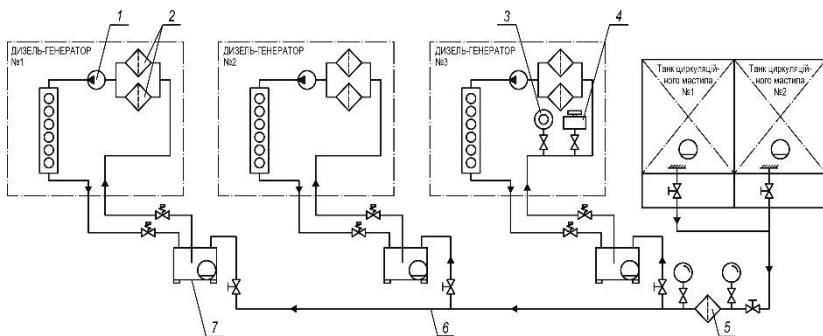 1
2
3
4
ДИЗЕЛЬ-ГЕНЕРАТОР
№1
ДИЗЕЛЬ-ГЕНЕРАТОР
№2
ДИЗЕЛЬ-ГЕНЕРАТОР
№3
Танк циркуляцій-
ного мастила
№1
Танк циркуляцій-
ного мастила
№2
7
6
5